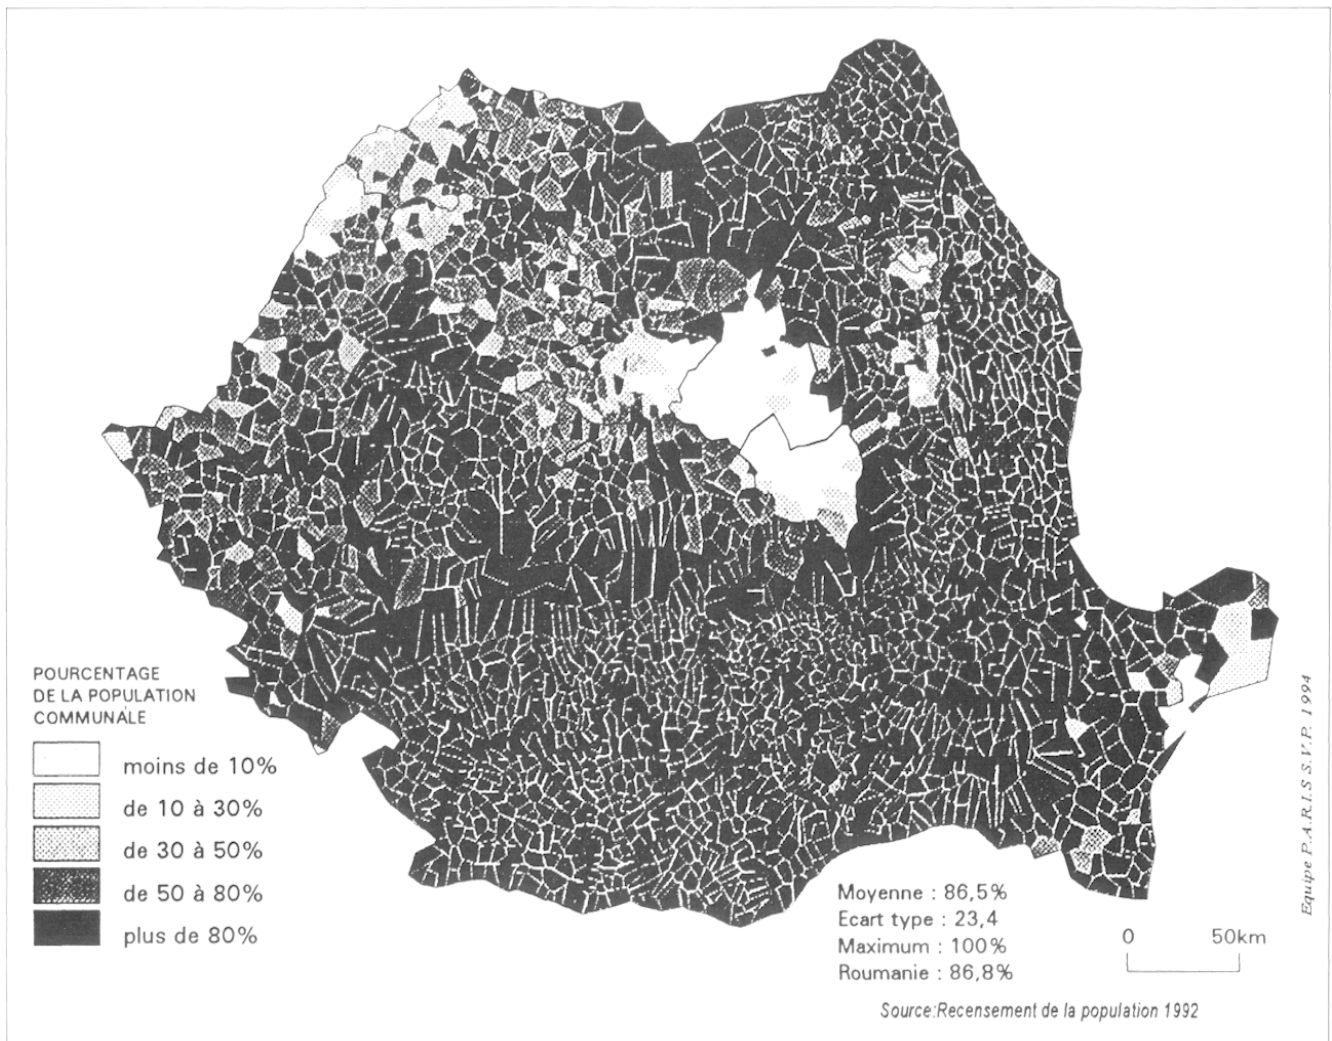 POURCENTAGE
DE LA POPULATION
COMMUNALE
moins de 10%
de 10 à 30%
de 30 à 50%
de 50 à 80%
plus de 80%
Moyenne : 86,5%
Ecart type : 23,4
Maximum : 100%
Roumanie : 86,8%
0 50km
Source:Recensement de la population 1992
Equipe P.A.R.I.S S.V.P. 1994